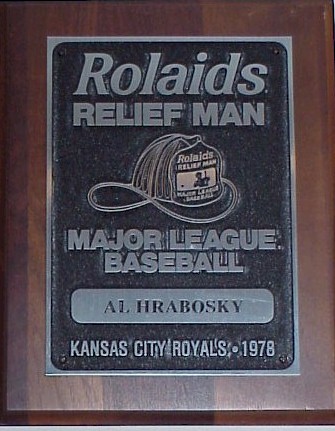 Rolaids
RELIEF MAN
Rolaids
RELIEF MAN
MAJOR LEAGUE
BASEBALL
MAJOR LEAGUE
BASEBALL
AL HRABOSKY
KANSAS CITY ROYALS • 1978